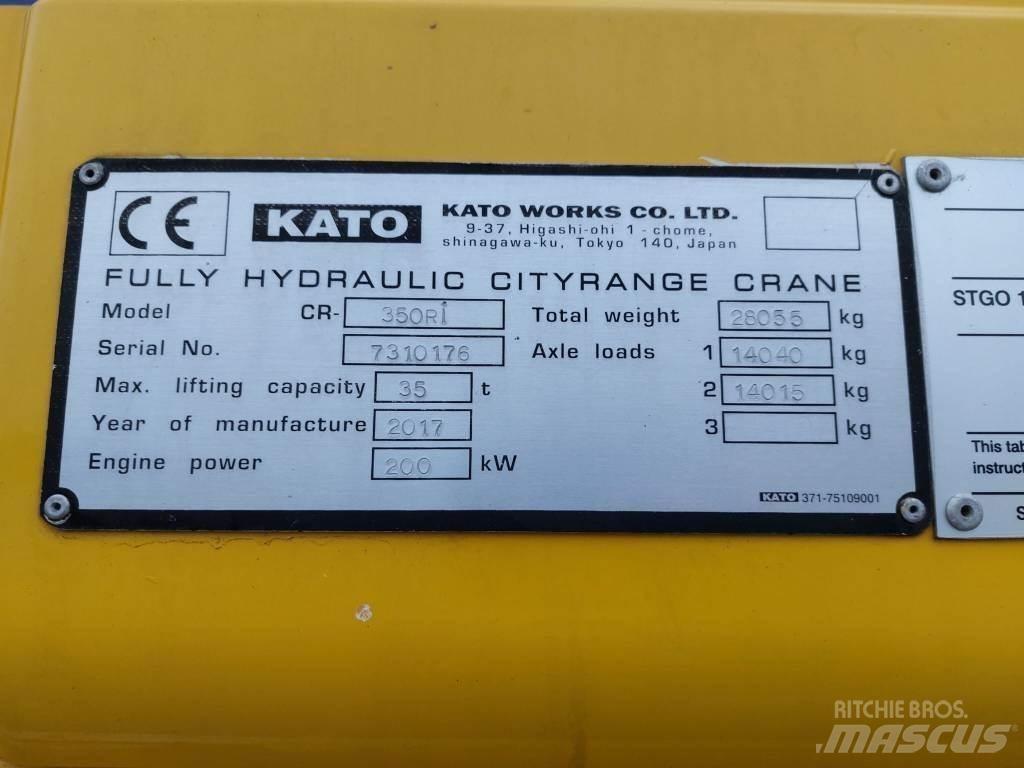 CE
KATO
KATO WORKS CO. LTD.
9-37, Higashi-ohi 1 - chome,
shinagawa-ku, Tokyo 140, Japan
FULLY HYDRAULIC CITYRANGE CRANE
Model CR- 350Ri Total weight 28055 kg
Serial No. 7310176 Axle loads 1 14040 kg
Max. lifting capacity 35 t 2 14015 kg
Year of manufacture 2017 3 kg
Engine power 200 kW
KATO 371-75109001
STGO 1
This tab
instruct
S
RITCHIE BROS.
MASCUS